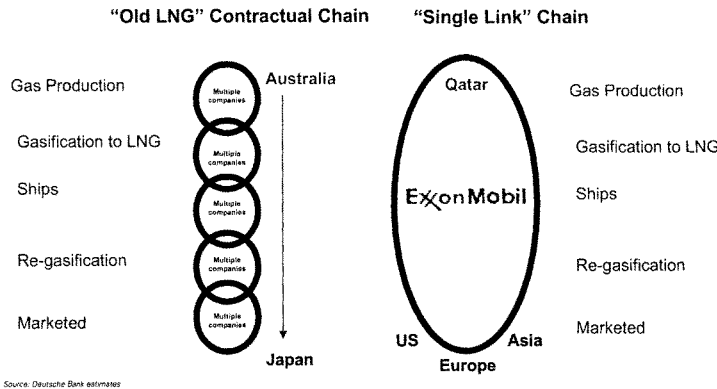 “Old LNG” Contractual Chain
Gas Production
Gasification to LNG
Ships
Re-gasification
Marketed
Multiple
companies
Multiple
companies
Multiple
companies
Multiple
companies
Multiple
companies
Australia
Japan
“Single Link” Chain
Qatar
ExxonMobil
US
Europe
Asia
Gas Production
Gasification to LNG
Ships
Re-gasification
Marketed
Source: Deutsche Bank estimates